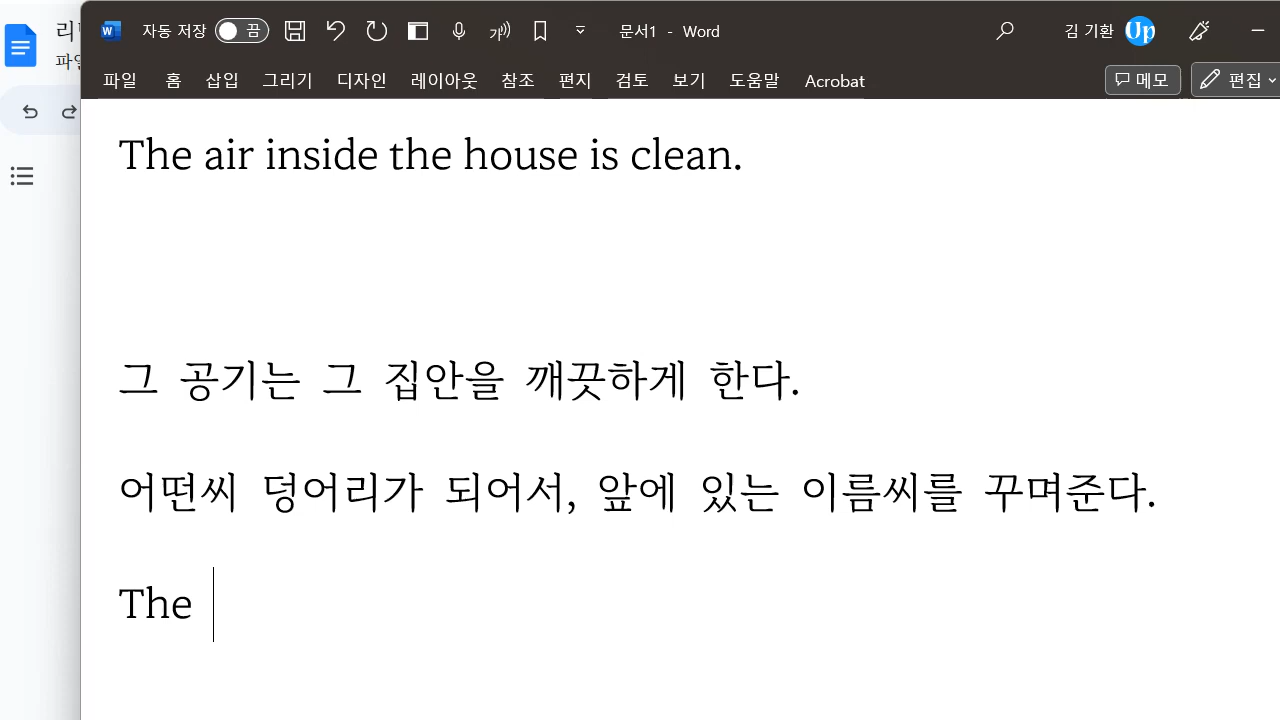 리
파일
자동 저장 끔 가 문서1 - Word 김 기환 Up
파일 홈 삽입 그리기 디자인 레이아웃 참조 편지 검토 보기 도움말 Acrobat 메모 편집
The air inside the house is clean.
그 공기는 그 집안을 깨끗하게 한다.
어떤씨 덩어리가 되어서, 앞에 있는 이름씨를 꾸며준다.
The